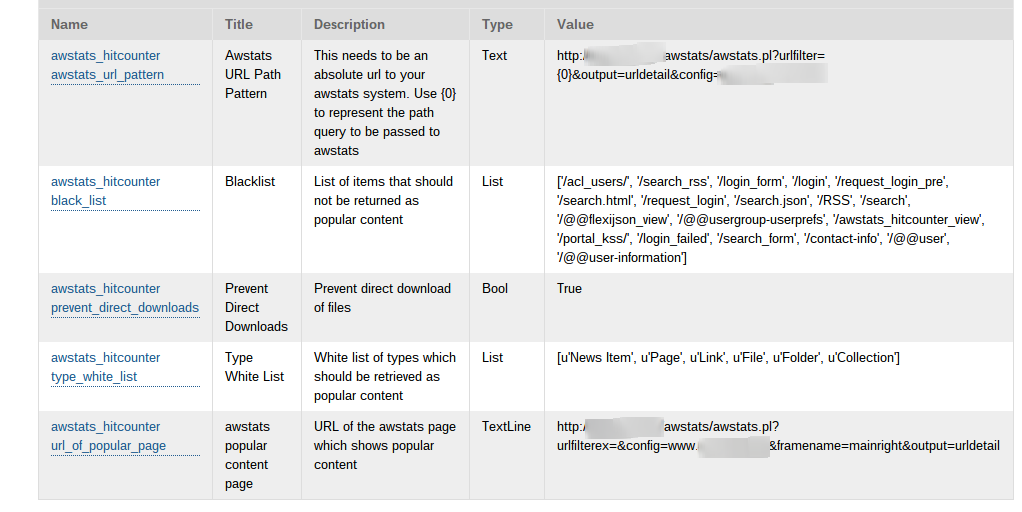 Name Title Description Type Value
awstats_hitcounter Awstats This needs to be an Text http:/ awstats/awstats.pl?urlfilter=
awstats_url_pattern URL Path absolute url to your {0}&output=urldetail&config=
Pattern awstats system. Use {0}
to represent the path
query to be passed to
awstats
awstats_hitcounter Blacklist List of items that should List ['/acl_users/', '/search_rss', '/login_form', '/login', '/request_login_pre',
black_list not be returned as '/search.html', '/request_login', '/search.json', '/RSS', '/search',
popular content '/@@flexijson_view', '/@@usergroup-userprefs', '/awstats_hitcounter_view',
'/portal_kss/', '/login_failed', '/search_form', '/contact-info', '/@@user',
'/@@user-information']
awstats_hitcounter Prevent Prevent direct download Bool True
prevent_direct_downloads Direct of files
Downloads
awstats_hitcounter Type White list of types which List [u'News Item', u'Page', u'Link', u'File', u'Folder', u'Collection']
type_white_list White List should be retrieved as
popular content
awstats_hitcounter awstats URL of the awstats page TextLine http:/ awstats/awstats.pl?
url_of_popular_page popular which shows popular urlfilterex=&config=www. &framename=mainright&output=urldetail
content content
page